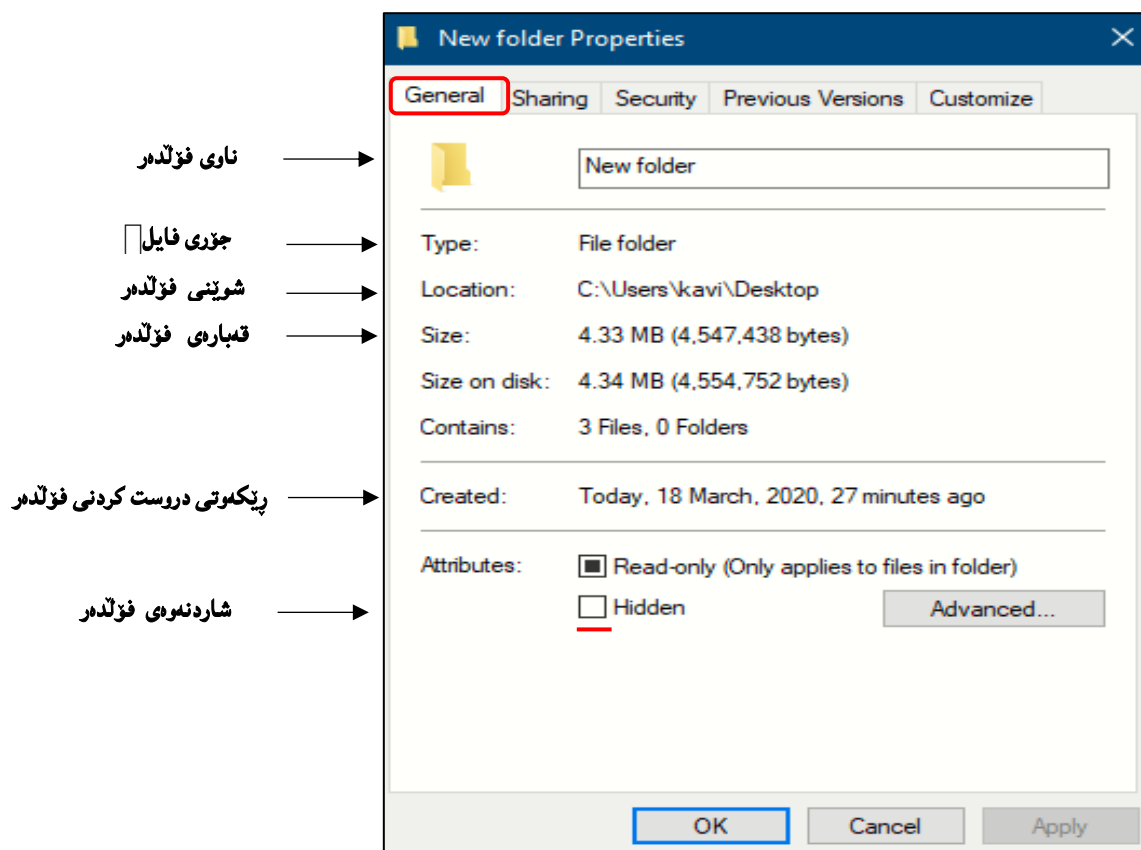 New folder Properties
General Sharing Security Previous Versions Customize
ناوی فۆڵدەر
New folder
جۆری فایل
Type: File folder
شوێنی فۆڵدەر
Location: C:\Users\kavi\Desktop
قەبارەی فۆڵدەر
Size: 4.33 MB (4,547,438 bytes)
Size on disk: 4.34 MB (4,554,752 bytes)
Contains: 3 Files, 0 Folders
ڕێکەوتی دروست کردنی فۆڵدەر
Created: Today, 18 March, 2020, 27 minutes ago
Attributes: Read-only (Only applies to files in folder)
شاردنەوەی فۆڵدەر
Hidden Advanced...
OK Cancel Apply